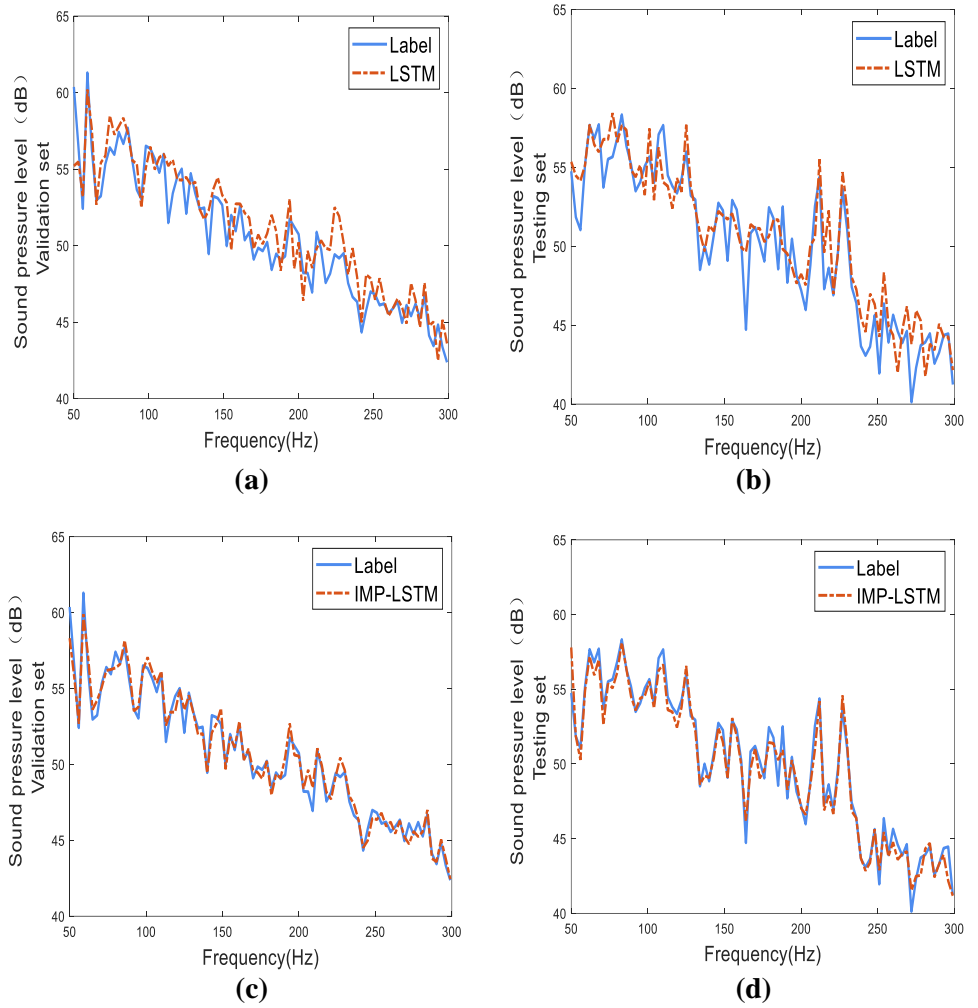 65
60
55
50
45
40
Sound pressure level（dB）
Validation set
Label
LSTM
50
100
150
200
250
300
Frequency(Hz)
(a)
65
60
55
50
45
40
Sound pressure level（dB）
Testing set
Label
LSTM
50
100
150
200
250
300
Frequency(Hz)
(b)
65
60
55
50
45
40
Sound pressure level（dB）
Validation set
Label
IMP-LSTM
50
100
150
200
250
300
Frequency(Hz)
(c)
65
60
55
50
45
40
Sound pressure level（dB）
Testing set
Label
IMP-LSTM
50
100
150
200
250
300
Frequency(Hz)
(d)